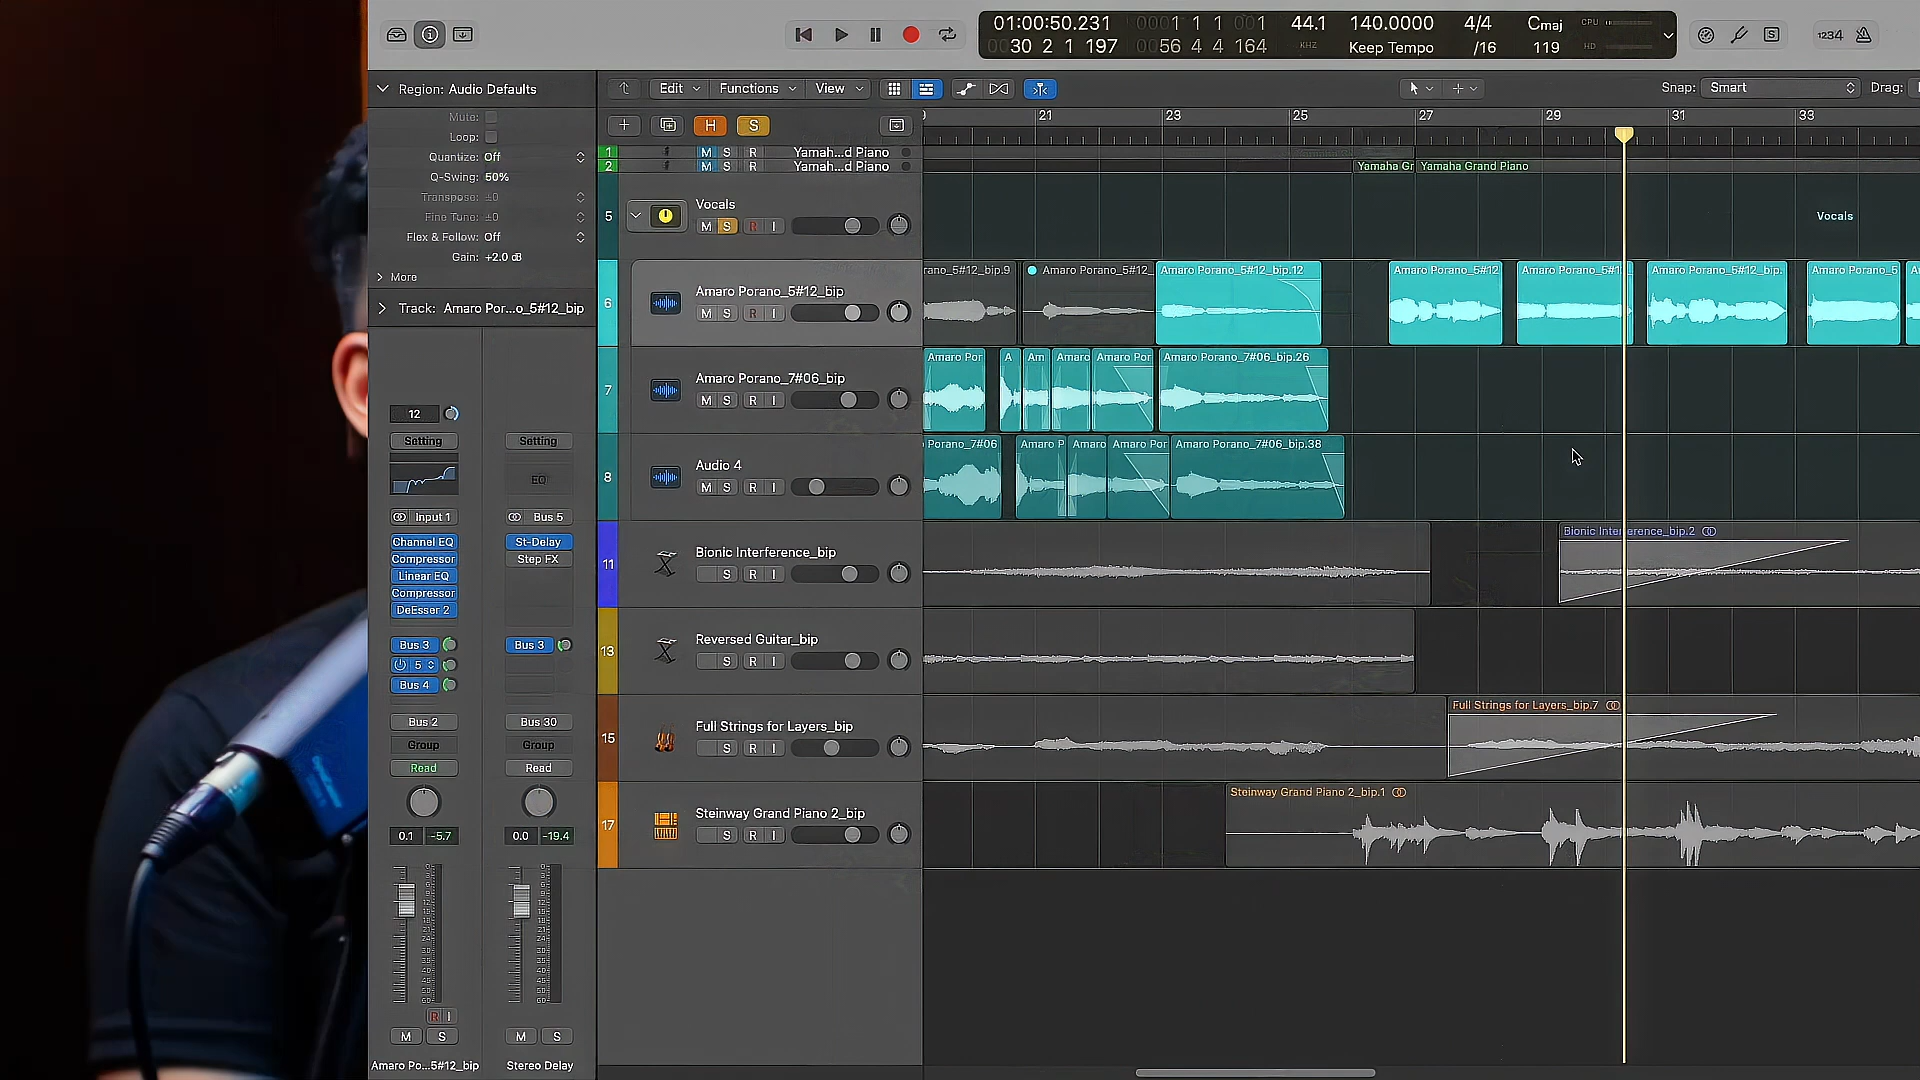 01:00:50.231
1 1 1 1
44.1
140.0000
4/4
Cmaj
CPU
30 2 1 197
56 4 4 164
KHZ
Keep Tempo
/16
119
HD
1234
Region: Audio Defaults
Edit
Functions
View
Snap: Smart
Drag:
Mute:
Loop:
Quantize: Off
Q-Swing: 50%
Transpose: ±0
Fine Tune: ±0
Flex & Follow: Off
Gain: +2.0 dB
More
Track: Amaro Por...o_5#12_bip
H
S
21
23
25
27
29
31
33
1
M S R
Yamah...d Piano
2
M S R
Yamah...d Piano
Yamaha Gr
Yamaha Grand Piano
5
Vocals
M S R I
Vocals
6
Amaro Porano_5#12_bip
M S R I
rano_5#12_bip.9
Amaro Porano_5#12_
Amaro Porano_5#12_bip.12
Amaro Porano_5#12
Amaro Porano_5#1
Amaro Porano_5#12_bip.
Amaro Porano_5
7
Amaro Porano_7#06_bip
M S R I
Amaro Por
A
Am
Amaro
Amaro Por
Amaro Porano_7#06_bip.26
8
Audio 4
M S R I
Porano_7#06
Amaro P
Amaro
Amaro Por
Amaro Porano_7#06_bip.38
11
Bionic Interference_bip
S R I
Bionic Interference_bip.2
13
Reversed Guitar_bip
S R I
15
Full Strings for Layers_bip
S R I
Full Strings for Layers_bip.7
17
Steinway Grand Piano 2_bip
S R I
Steinway Grand Piano 2_bip.1
12
Setting
Input 1
Channel EQ
Compressor
Linear EQ
Compressor
DeEsser 2
Bus 3
5
Bus 4
Bus 2
Group
Read
0.1 -5.7
R I
M S
Amaro Po...5#12_bip
Setting
EQ
Bus 5
St-Delay
Step FX
Bus 3
Bus 30
Group
Read
0.0 -19.4
M S
Stereo Delay